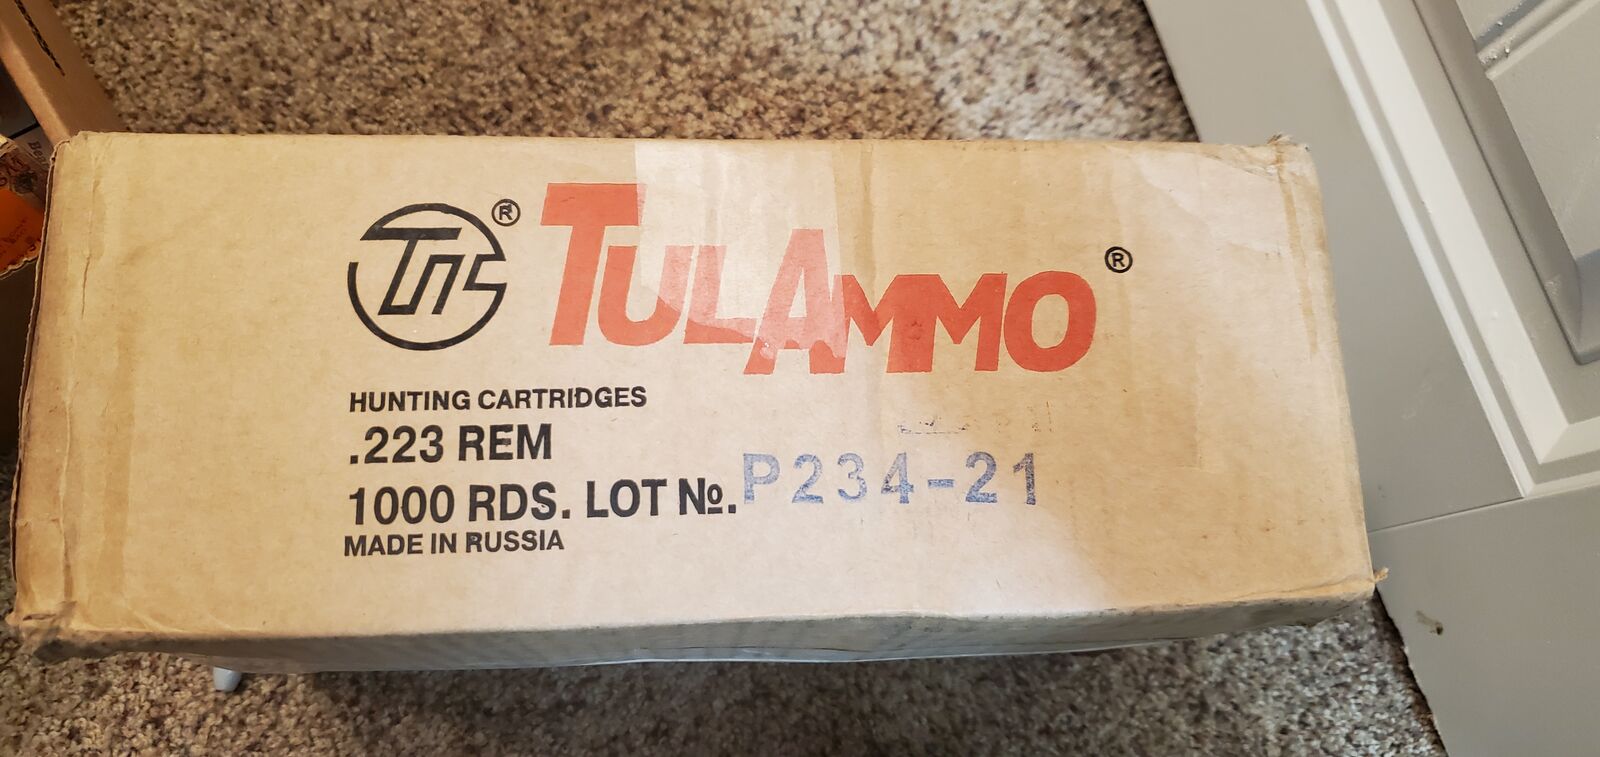 ® TULAMMO ®
HUNTING CARTRIDGES
.223 REM
1000 RDS. LOT №. P234-21
MADE IN RUSSIA